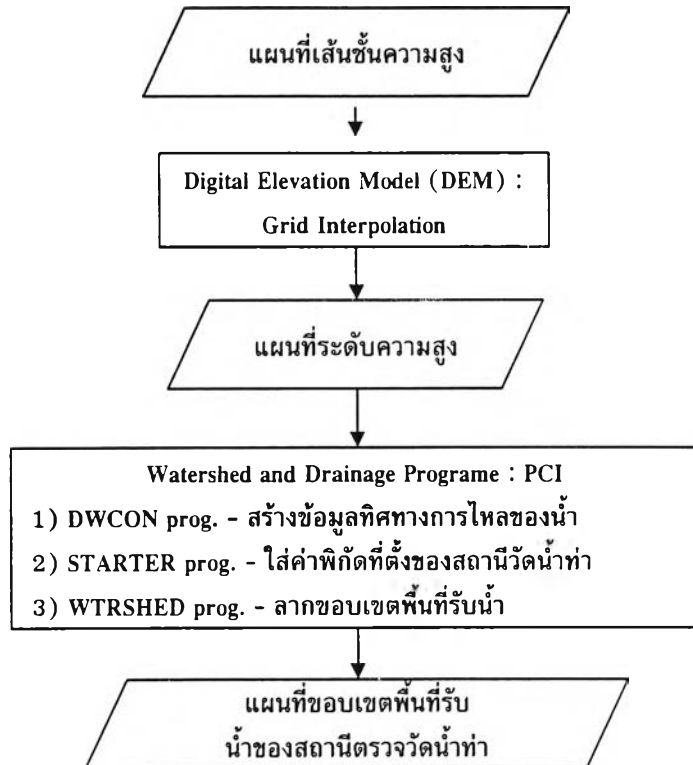 แผนที่เส้นชั้นความสูง
Digital Elevation Model (DEM) :
Grid Interpolation
แผนที่ระดับความสูง
Watershed and Drainage Programe : PCI
1) DWCON prog. - สร้างข้อมูลทิศทางการไหลของน้ำ
2) STARTER prog. - ใส่ค่าพิกัดที่ตั้งของสถานีวัดน้ำท่า
3) WTRSHED prog. - ลากขอบเขตพื้นที่รับน้ำ
แผนที่ขอบเขตพื้นที่รับ
น้ำของสถานีตรวจวัดน้ำท่า